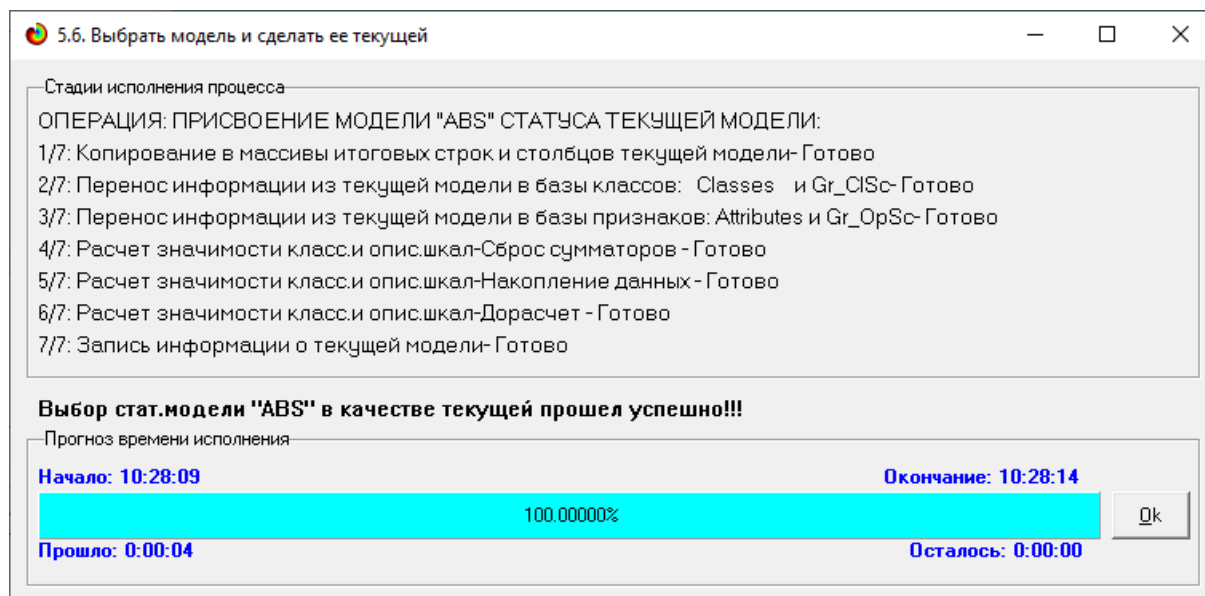 5.6. Выбрать модель и сделать ее текущей
Стадии исполнения процесса
ОПЕРАЦИЯ: ПРИСВОЕНИЕ МОДЕЛИ "ABS" СТАТУСА ТЕКУЩЕЙ МОДЕЛИ:
1/7: Копирование в массивы итоговых строк и столбцов текущей модели- Готово
2/7: Перенос информации из текущей модели в базы классов: Classes и Gr_ClSc- Готово
3/7: Перенос информации из текущей модели в базы признаков: Attributes и Gr_OpSc- Готово
4/7: Расчет значимости класс.и опис.шкал-Сброс сумматоров - Готово
5/7: Расчет значимости класс.и опис.шкал-Накопление данных - Готово
6/7: Расчет значимости класс.и опис.шкал-Дорасчет - Готово
7/7: Запись информации о текущей модели- Готово
Выбор стат.модели "ABS" в качестве текущей прошел успешно!!!
Прогноз времени исполнения
Начало: 10:28:09 Окончание: 10:28:14
100.00000% Ok
Прошло: 0:00:04 Осталось: 0:00:00